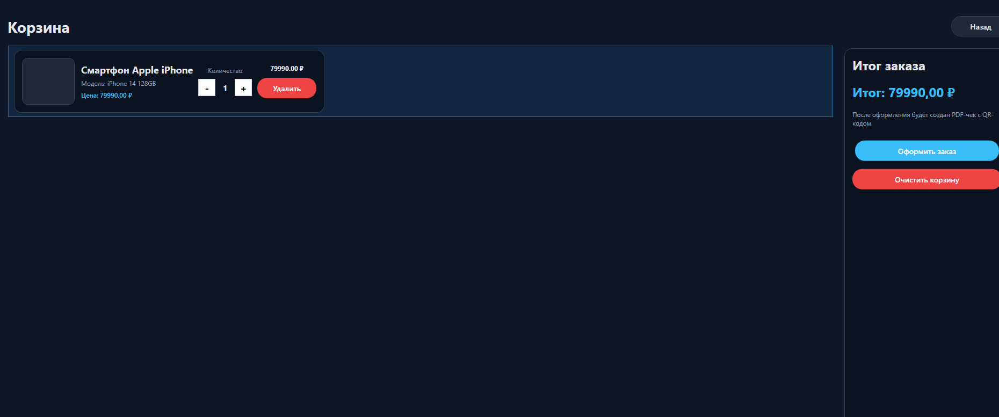 Корзина
Назад
Смартфон Apple iPhone
Модель: iPhone 14 128GB
Цена: 79990.00 ₽
Количество
- 1 +
79990.00 ₽
Удалить
Итог заказа
Итог: 79990,00 ₽
После оформления будет создан PDF-чек с QR-
кодом.
Оформить заказ
Очистить корзину